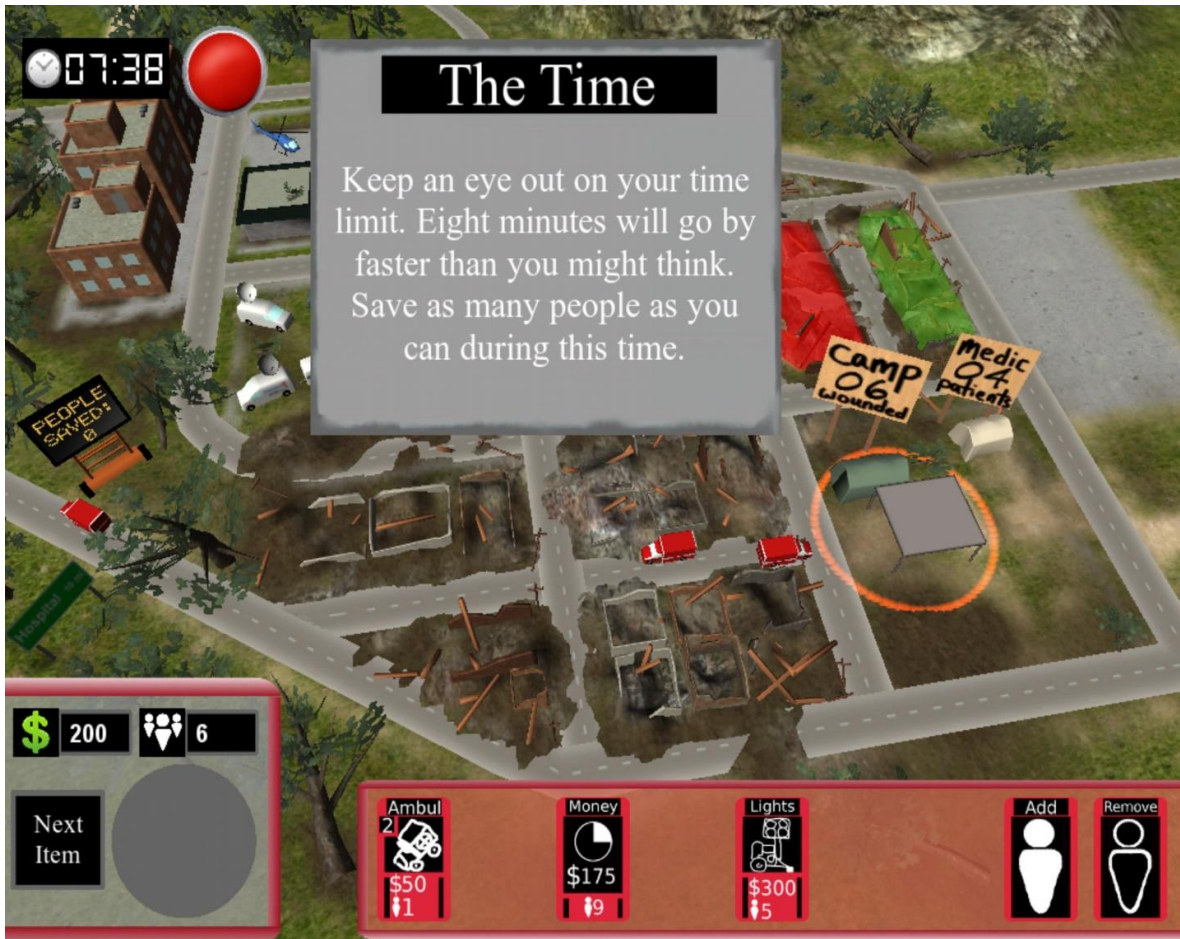 07:38
The Time
Keep an eye out on your time
limit. Eight minutes will go by
faster than you might think.
Save as many people as you
can during this time.
Camp
06
wounded
Medic
04
patients
PEOPLE
SAVED:
0
Hospital
$ 200
6
Next
Item
Ambul
2
$50
1
Money
$175
9
Lights
$300
5
Add
Remove